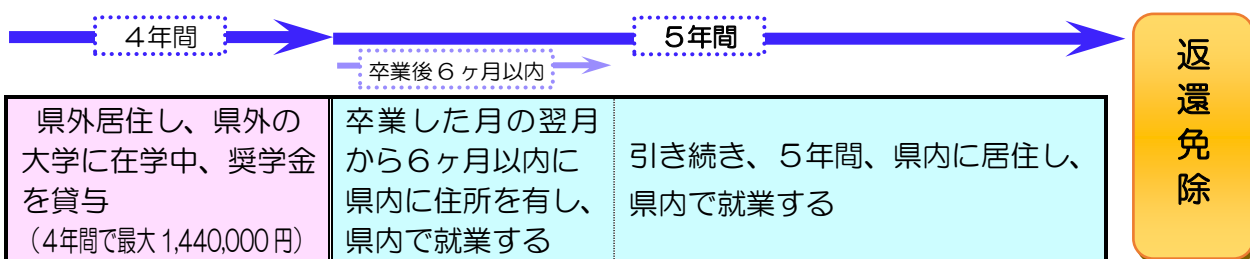 4年間
5年間
卒業後6ヶ月以内
県外居住し、県外の
大学に在学中、奨学金
を貸与
(4年間で最大1,440,000円)
卒業した月の翌月
から6ヶ月以内に
県内に住所を有し、
県内で就業する
引き続き、5年間、県内に居住し、
県内で就業する
返還免除